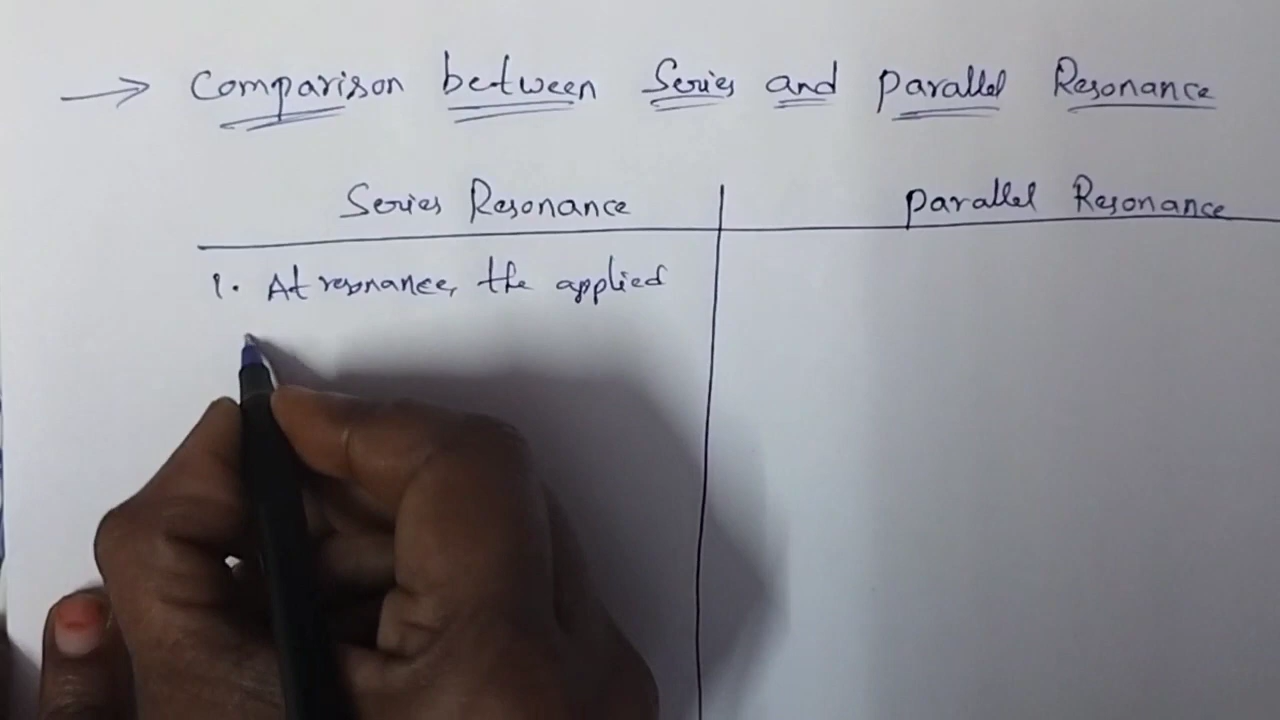 → Comparison between Series and Parallel Resonance
Series Resonance
Parallel Resonance
1. At resonance, the applied